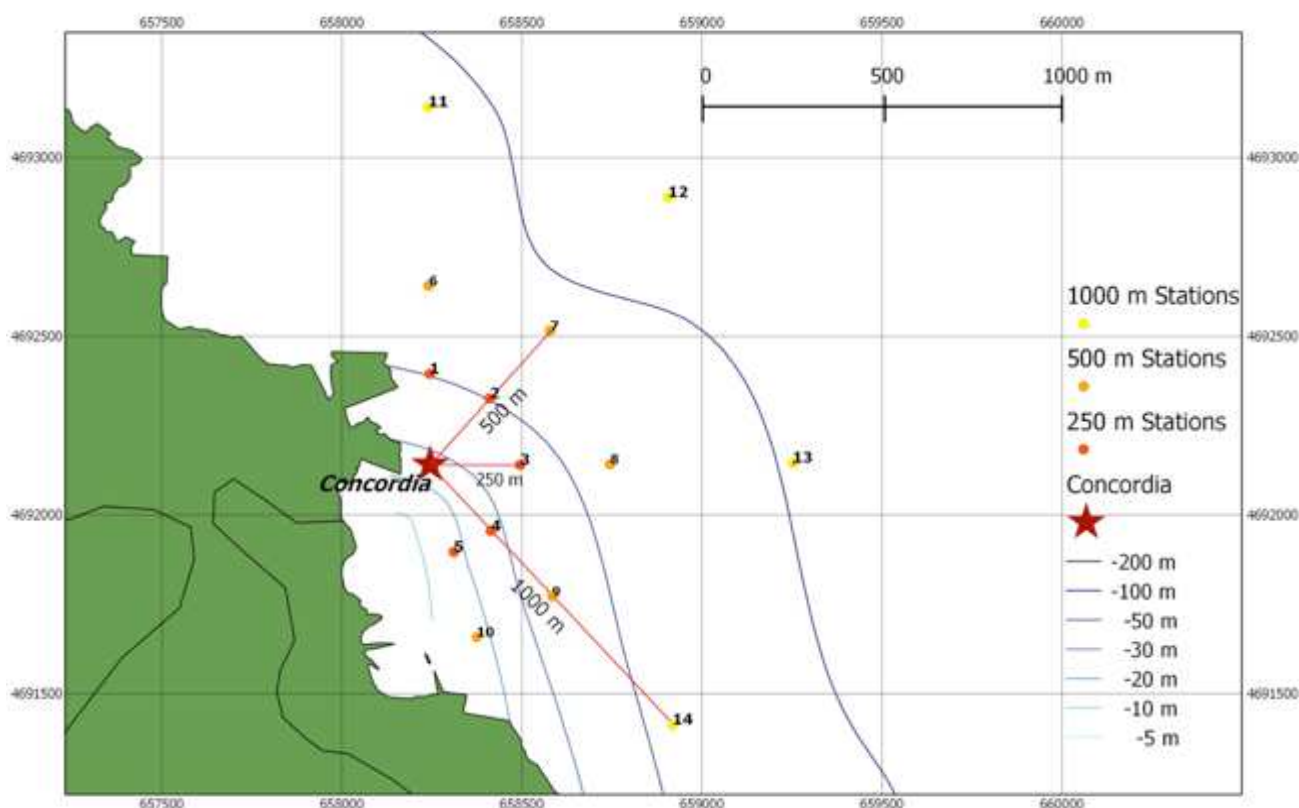 657500 658000 658500 659000 659500 660000
0 500 1000 m
11
4693000 4693000
12
6
1000 m Stations
7
4692500 4692500
500 m Stations
1
2
500 m
250 m Stations
3 8 13
250 m
Concordia
Concordia
4692000 4692000
4
5
-200 m
9
-100 m
1000 m
10
-50 m
-30 m
-20 m
4691500 4691500
-10 m
14
-5 m
657500 658000 658500 659000 659500 660000